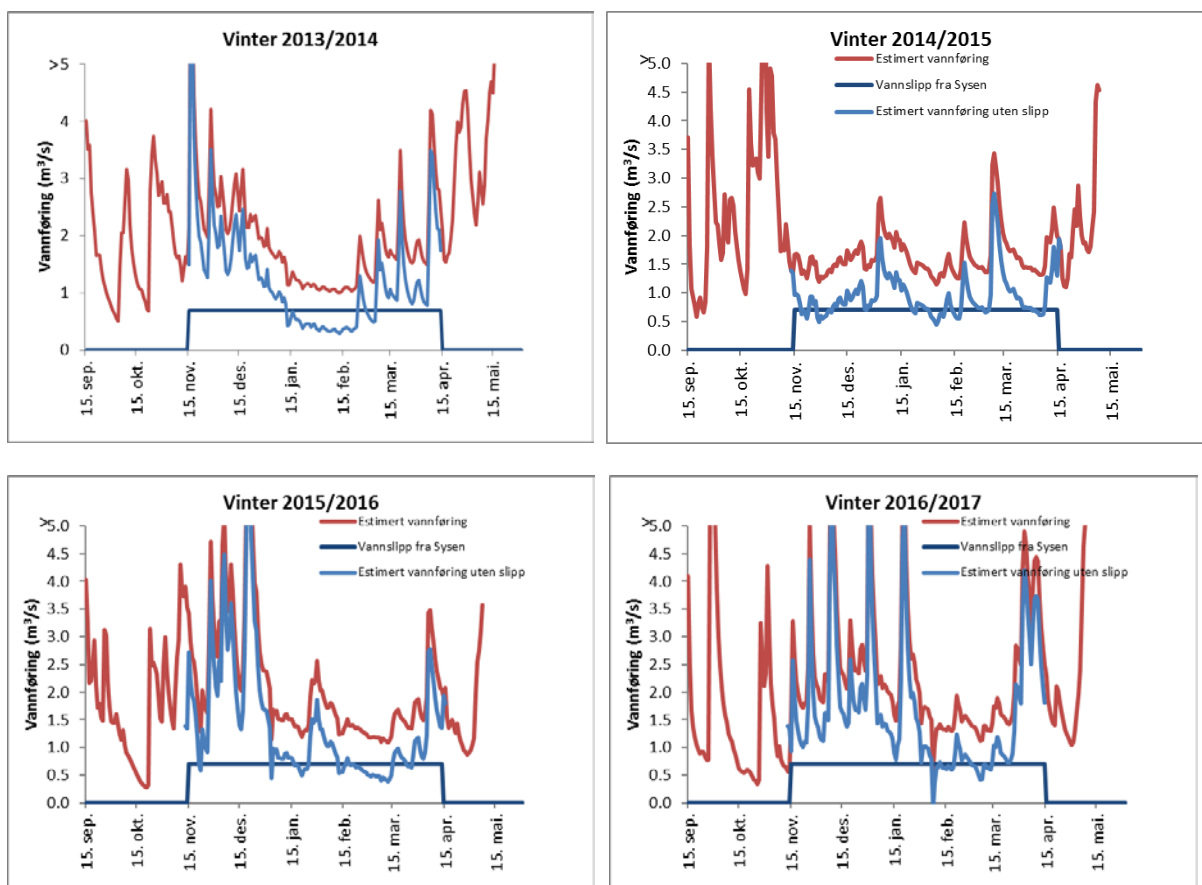 Vinter 2013/2014
>5
4
3
2
1
0
Vannføring (m³/s)
15. sep.
15. okt.
15. nov.
15. des.
15. jan.
15. feb.
15. mar.
15. apr.
15. mai.
Vinter 2014/2015
>
5.0
4.5
4.0
3.5
3.0
2.5
2.0
1.5
1.0
0.5
0.0
Vannføring (m³/s)
Estimert vannføring
Vannslipp fra Sysen
Estimert vannføring uten slipp
15. sep.
15. okt.
15. nov.
15. des.
15. jan.
15. feb.
15. mar.
15. apr.
15. mai.
Vinter 2015/2016
>
5.0
4.5
4.0
3.5
3.0
2.5
2.0
1.5
1.0
0.5
0.0
Vannføring (m³/s)
Estimert vannføring
Vannslipp fra Sysen
Estimert vannføring uten slipp
15. sep.
15. okt.
15. nov.
15. des.
15. jan.
15. feb.
15. mar.
15. apr.
15. mai.
Vinter 2016/2017
>
5.0
4.5
4.0
3.5
3.0
2.5
2.0
1.5
1.0
0.5
0.0
Vannføring (m³/s)
Estimert vannføring
Vannslipp fra Sysen
Estimert vannføring uten slipp
15. sep.
15. okt.
15. nov.
15. des.
15. jan.
15. feb.
15. mar.
15. apr.
15. mai.